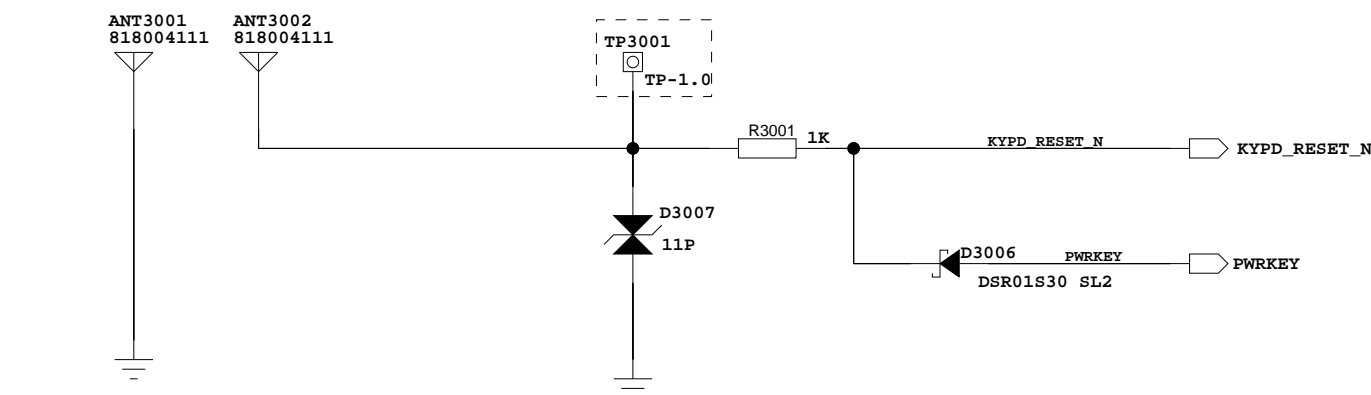 ANT3001
818004111
ANT3002
818004111
TP3001
TP-1.0
R3001
1K
KYPD_RESET_N
KYPD_RESET_N
D3007
11P
D3006
PWRKEY
PWRKEY
DSR01S30 SL2